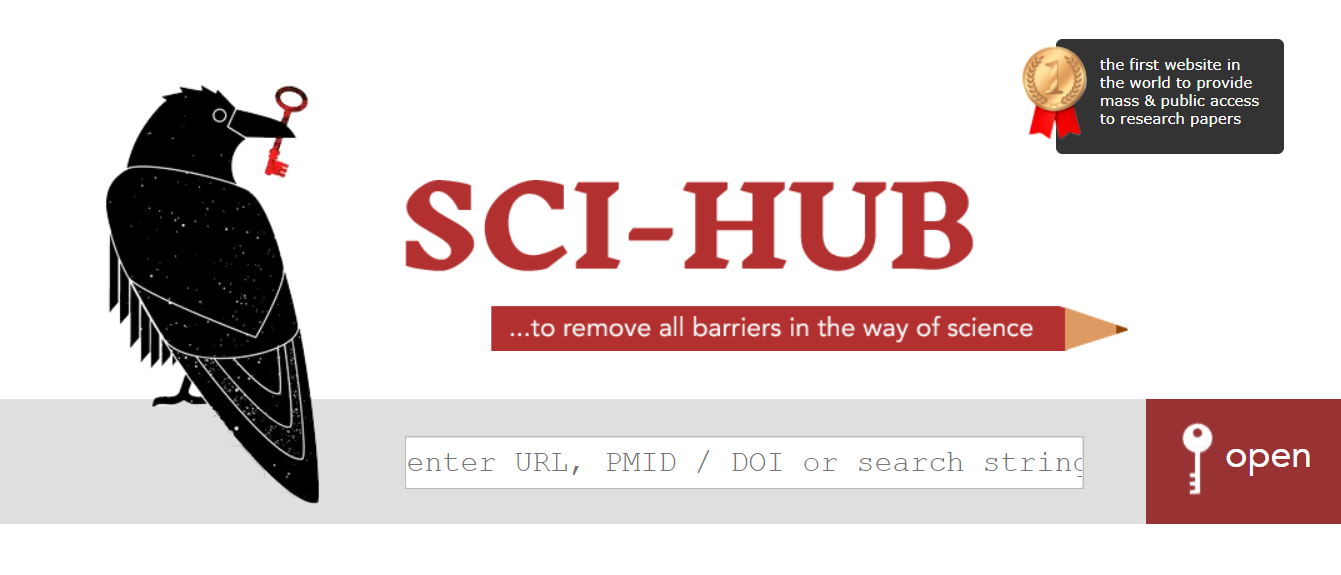 the first website in
the world to provide
mass & public access
to research papers
1
SCI-HUB
...to remove all barriers in the way of science
enter URL, PMID / DOI or search string
open